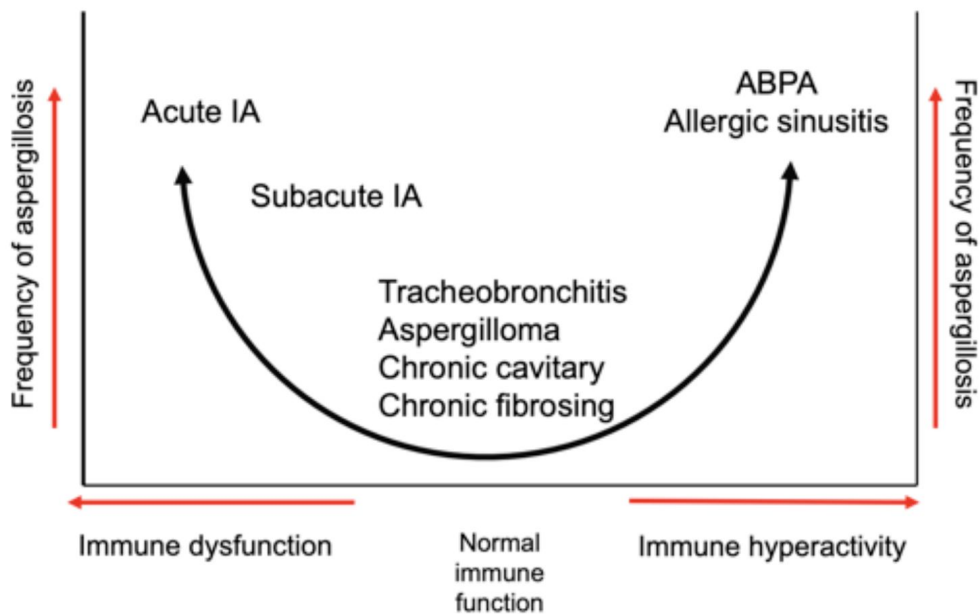 Frequency of aspergillosis
Acute IA
Subacute IA
Tracheobronchitis
Aspergilloma
Chronic cavitary
Chronic fibrosing
ABPA
Allergic sinusitis
Frequency of aspergillosis
Immune dysfunction
Normal
immune
function
Immune hyperactivity